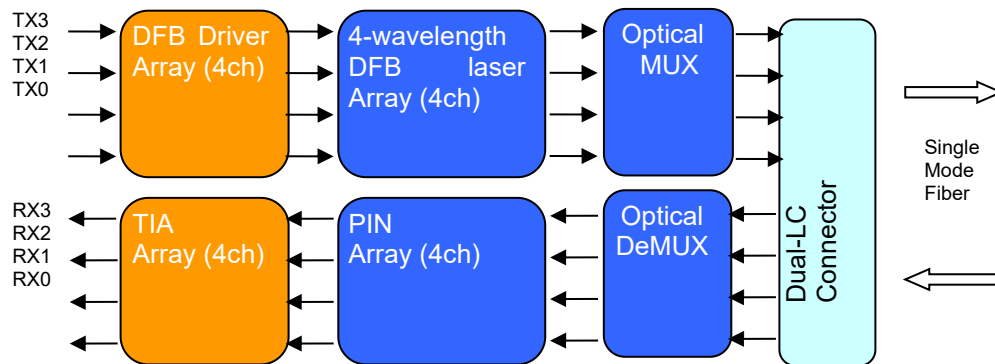 TX3
TX2
TX1
TX0
DFB Driver
Array (4ch)
4-wavelength
DFB laser
Array (4ch)
Optical
MUX
Single
Mode
Fiber
RX3
RX2
RX1
RX0
TIA
Array (4ch)
PIN
Array (4ch)
Optical
DeMUX
Dual-LC
Connector